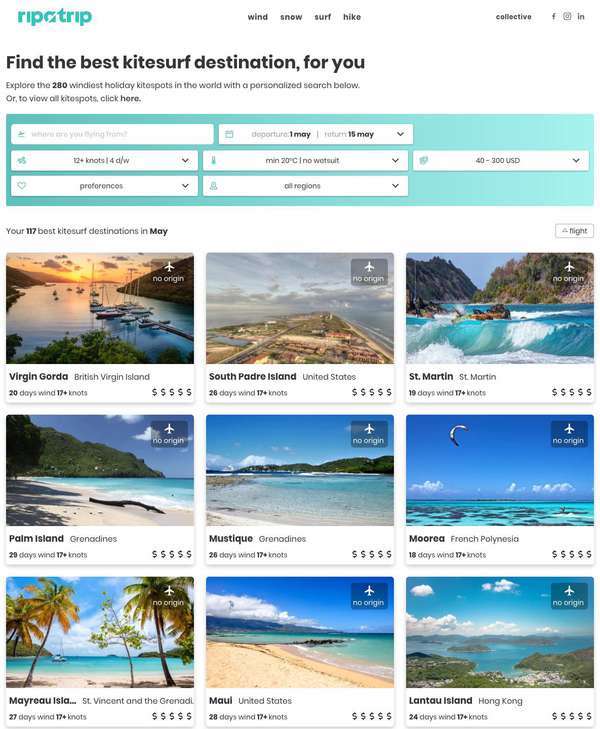 ripatrip
wind snow surf hike
collective
Find the best kitesurf destination, for you
Explore the 280 windiest holiday kitespots in the world with a personalized search below.
Or, to view all kitespots, click here.
where are you flying from?
departure: 1 may | return: 15 may
12+ knots | 4 d/w
min 20°C | no wetsuit
40 - 300 USD
preferences
all regions
Your 117 best kitesurf destinations in May
flight
no origin
no origin
no origin
Virgin Gorda British Virgin Island
20 days wind 17+ knots $ $ $ $ $
South Padre Island United States
26 days wind 17+ knots $ $ $ $ $
St. Martin St. Martin
19 days wind 17+ knots $ $ $ $ $
no origin
no origin
no origin
Palm Island Grenadines
29 days wind 17+ knots $ $ $ $ $
Mustique Grenadines
26 days wind 17+ knots $ $ $ $ $
Moorea French Polynesia
18 days wind 17+ knots $ $ $ $ $
no origin
no origin
no origin
Mayreau Isla... St. Vincent and the Grenadi.
27 days wind 17+ knots $ $ $ $ $
Maui United States
28 days wind 17+ knots $ $ $ $ $
Lantau Island Hong Kong
24 days wind 17+ knots $ $ $ $ $